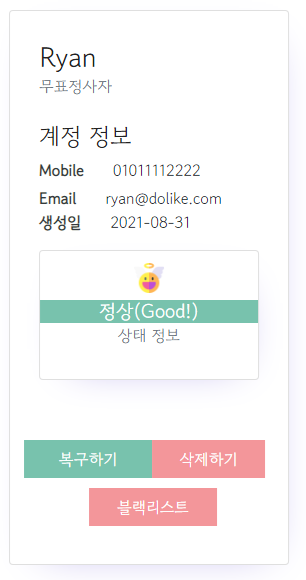 Ryan
무표정사자
계정 정보
Mobile 01011112222
Email ryan@dolike.com
생성일 2021-08-31
정상(Good!)
상태 정보
복구하기 삭제하기
블랙리스트